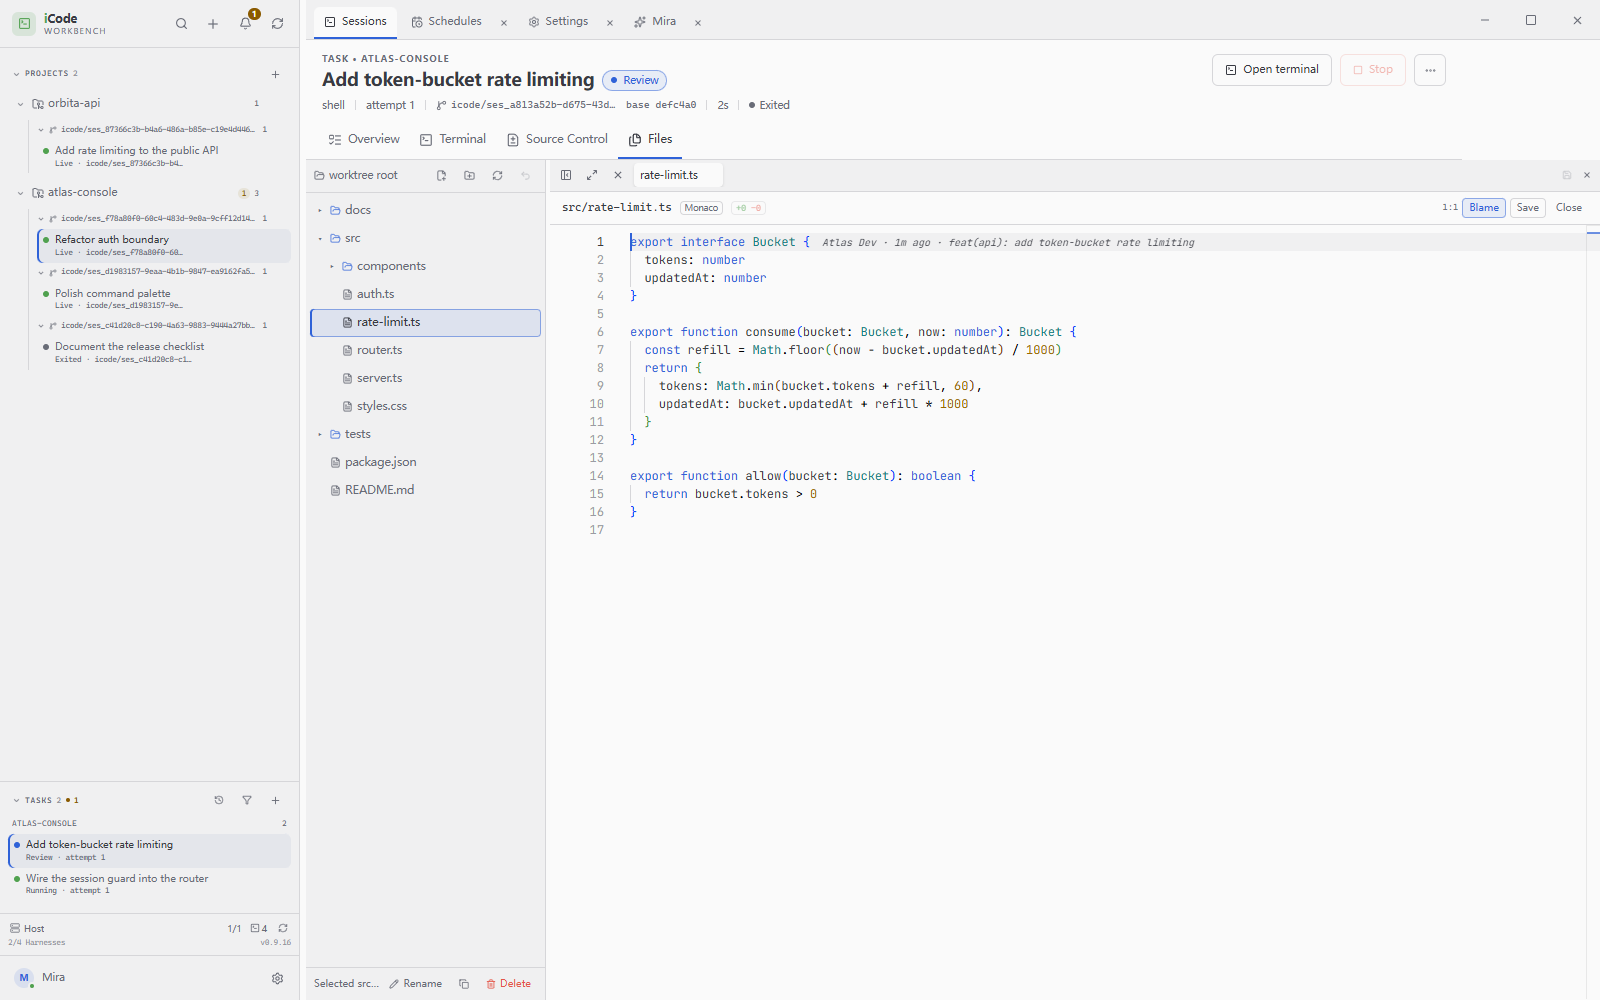 iCode
WORKBENCH
1
PROJECTS 2
orbita-api 1
icode/ses_87366c3b-b4a6-486a-b85e-c19e4d446… 1
Add rate limiting to the public API
Live · icode/ses_87366c3b-b4…
atlas-console 1 3
icode/ses_f78a80f0-60c4-483d-9e0a-9cff12d14… 1
Refactor auth boundary
Live · icode/ses_f78a80f0-60…
icode/ses_d1983157-9eaa-4b1b-9847-ea9162fa5… 1
Polish command palette
Live · icode/ses_d1983157-9e…
icode/ses_c41d20c8-c190-4a63-9883-9444a27bb… 1
Document the release checklist
Exited · icode/ses_c41d20c8-c1…
TASKS 2 1
ATLAS-CONSOLE 2
Add token-bucket rate limiting
Review · attempt 1
Wire the session guard into the router
Running · attempt 1
Host 1/1 4
2/4 Harnesses v0.9.16
M Mira
Sessions Schedules Settings Mira
TASK • ATLAS-CONSOLE
Add token-bucket rate limiting Review
shell attempt 1 icode/ses_a813a52b-d675-43d… base defc4a0 2s Exited
Open terminal Stop
Overview Terminal Source Control Files
worktree root
docs
src
components
auth.ts
rate-limit.ts
router.ts
server.ts
styles.css
tests
package.json
README.md
Selected src… Rename Delete
rate-limit.ts
src/rate-limit.ts Monaco +0 −0 1:1 Blame Save Close
1 export interface Bucket { Atlas Dev · 1m ago · feat(api): add token-bucket rate limiting
2 tokens: number
3 updatedAt: number
4 }
5
6 export function consume(bucket: Bucket, now: number): Bucket {
7 const refill = Math.floor((now - bucket.updatedAt) / 1000)
8 return {
9 tokens: Math.min(bucket.tokens + refill, 60),
10 updatedAt: bucket.updatedAt + refill * 1000
11 }
12 }
13
14 export function allow(bucket: Bucket): boolean {
15 return bucket.tokens > 0
16 }
17